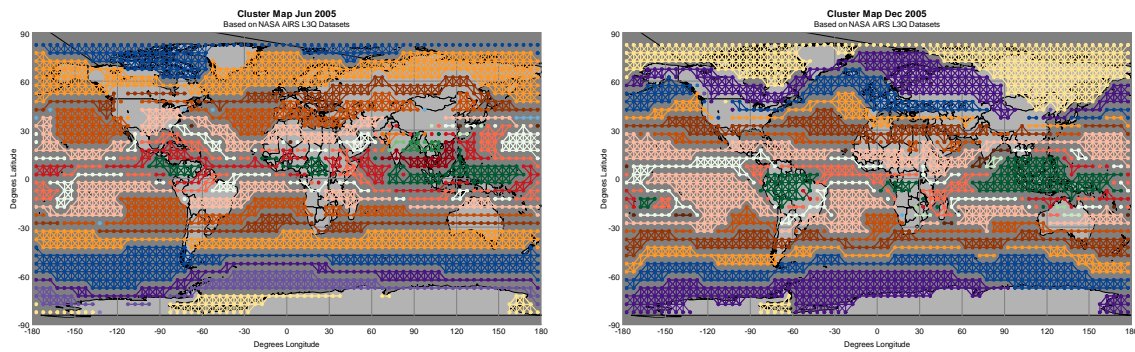 Cluster Map Jun 2005
Based on NASA AIRS L3Q Datasets
90
60
30
0
-30
-60
-90
Degrees Latitude
-180 -150 -120 -90 -60 -30 0 30 60 90 120 150 180
Degrees Longitude
Cluster Map Dec 2005
Based on NASA AIRS L3Q Datasets
90
60
30
0
-30
-60
-90
Degrees Latitude
-180 -150 -120 -90 -60 -30 0 30 60 90 120 150 180
Degrees Longitude